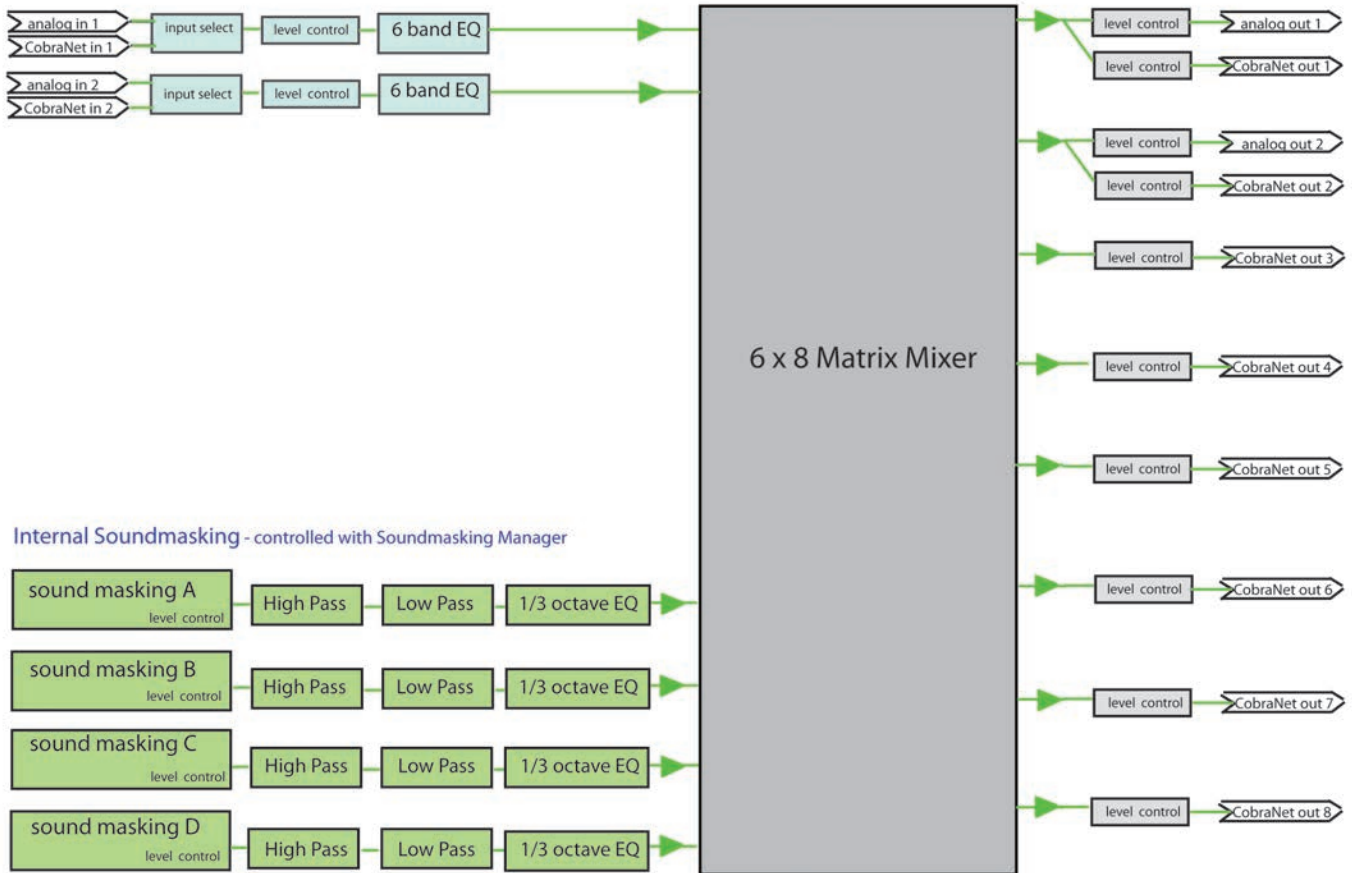 analog in 1
CobraNet in 1
input select
level control
6 band EQ
analog in 2
CobraNet in 2
input select
level control
6 band EQ
6 x 8 Matrix Mixer
level control
analog out 1
level control
CobraNet out 1
level control
analog out 2
level control
CobraNet out 2
level control
CobraNet out 3
level control
CobraNet out 4
level control
CobraNet out 5
level control
CobraNet out 6
level control
CobraNet out 7
level control
CobraNet out 8
Internal Soundmasking - controlled with Soundmasking Manager
sound masking A
level control
High Pass
Low Pass
1/3 octave EQ
sound masking B
level control
High Pass
Low Pass
1/3 octave EQ
sound masking C
level control
High Pass
Low Pass
1/3 octave EQ
sound masking D
level control
High Pass
Low Pass
1/3 octave EQ